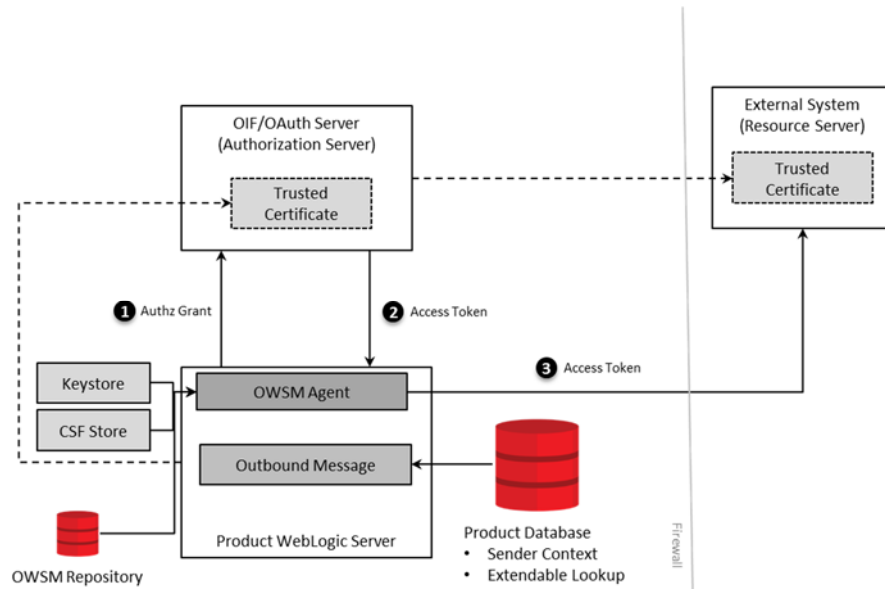 OIF/OAuth Server
(Authorization Server)
Trusted
Certificate
External System
(Resource Server)
Trusted
Certificate
1 Authz Grant
2 Access Token
3 Access Token
Keystore
CSF Store
OWSM Agent
Outbound Message
Product WebLogic Server
OWSM Repository
Product Database
• Sender Context
• Extendable Lookup
Firewall